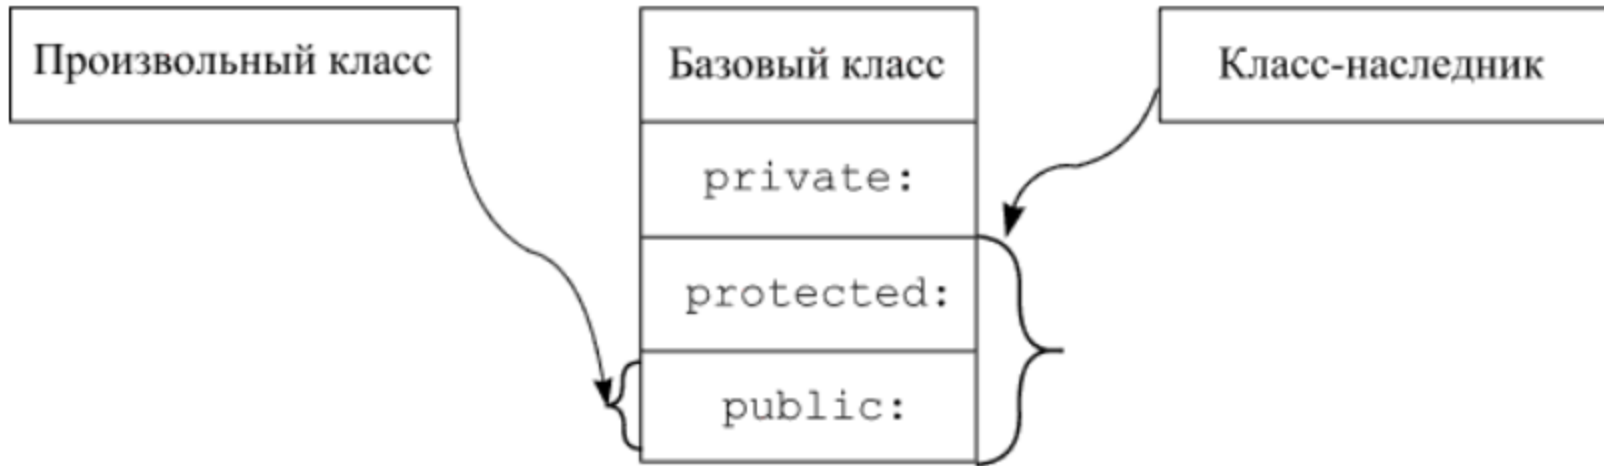 Произвольный класс
Базовый класс
Класс-наследник
private:
protected:
public: